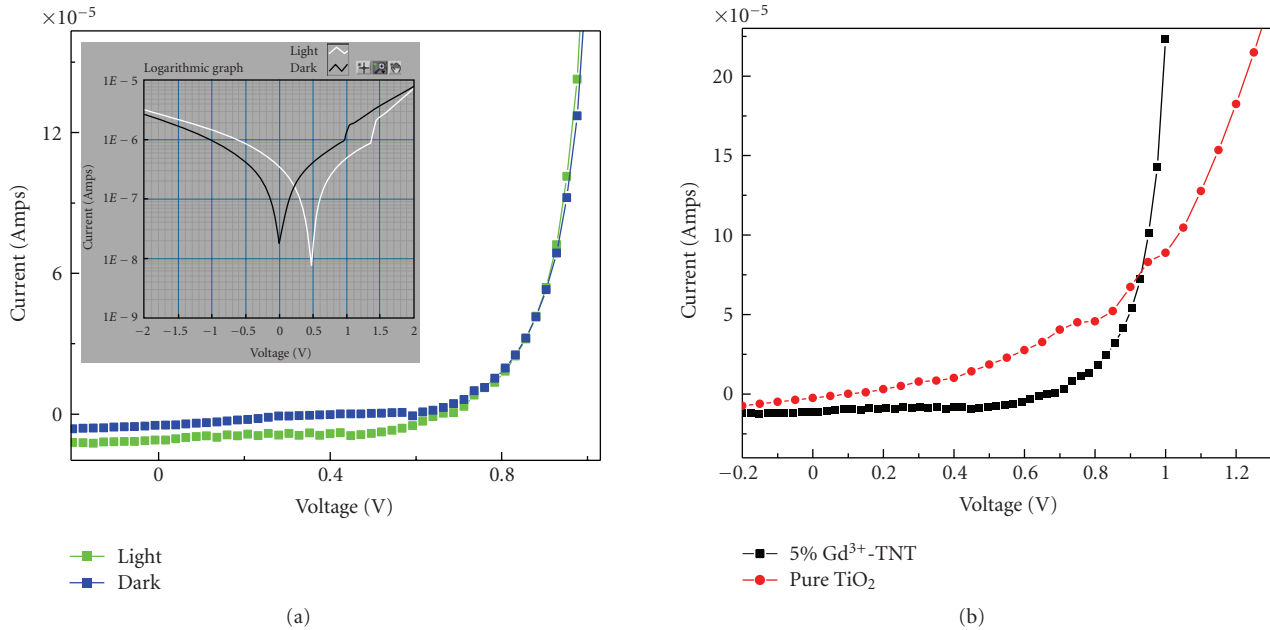 ×10⁻⁵
12
6
0
Current (Amps)
0
0.4
0.8
Voltage (V)
Light
Dark
Logarithmic graph
1E−5
1E−6
1E−7
1E−8
1E−9
Current (Amps)
−2
−1.5
−1
−0.5
0
0.5
1
1.5
2
Voltage (V)
Light
Dark
(a)
×10⁻⁵
20
15
10
5
0
Current (Amps)
−0.2
0
0.2
0.4
0.6
0.8
1
1.2
Voltage (V)
5% Gd³⁺-TNT
Pure TiO₂
(b)